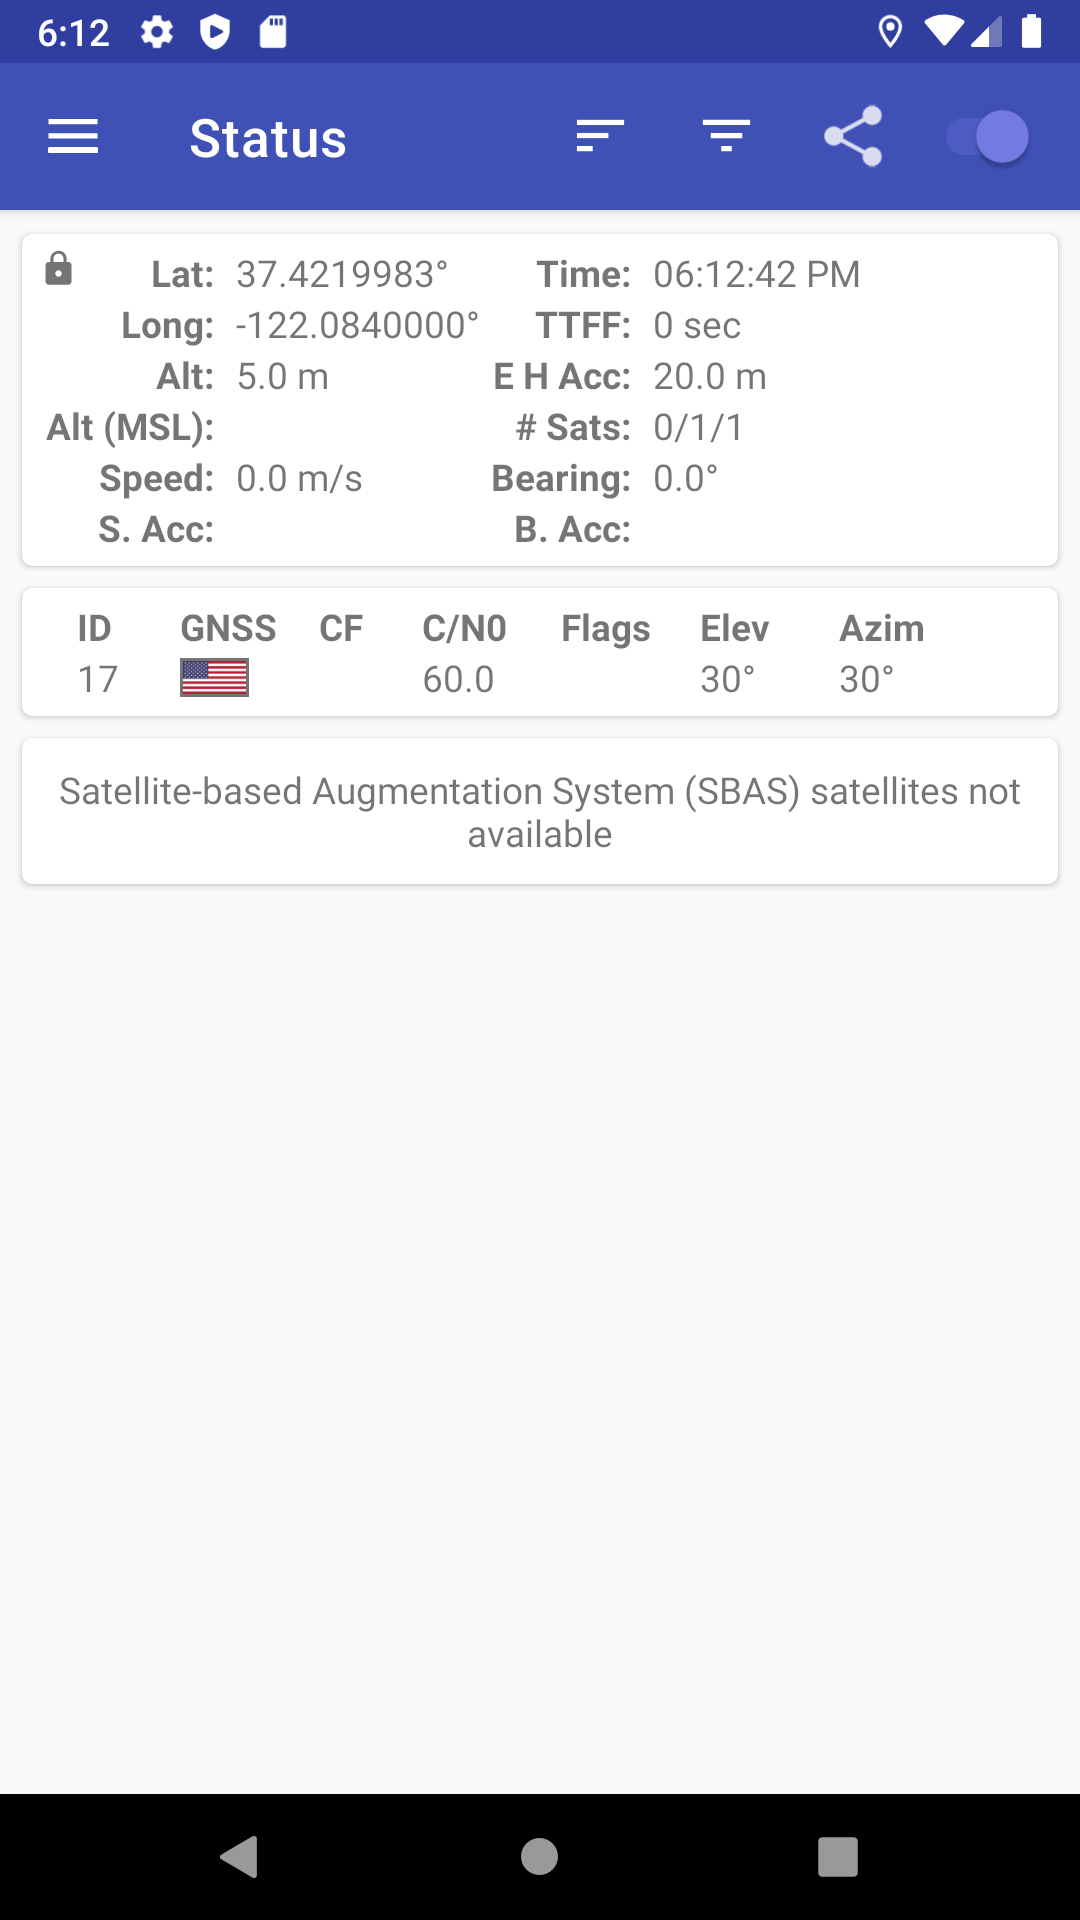 6:12
Status
Lat: 37.4219983° Time: 06:12:42 PM
Long: -122.0840000° TTFF: 0 sec
Alt: 5.0 m E H Acc: 20.0 m
Alt (MSL): # Sats: 0/1/1
Speed: 0.0 m/s Bearing: 0.0°
S. Acc: B. Acc:
ID GNSS CF C/N0 Flags Elev Azim
17 60.0 30° 30°
Satellite-based Augmentation System (SBAS) satellites not
available